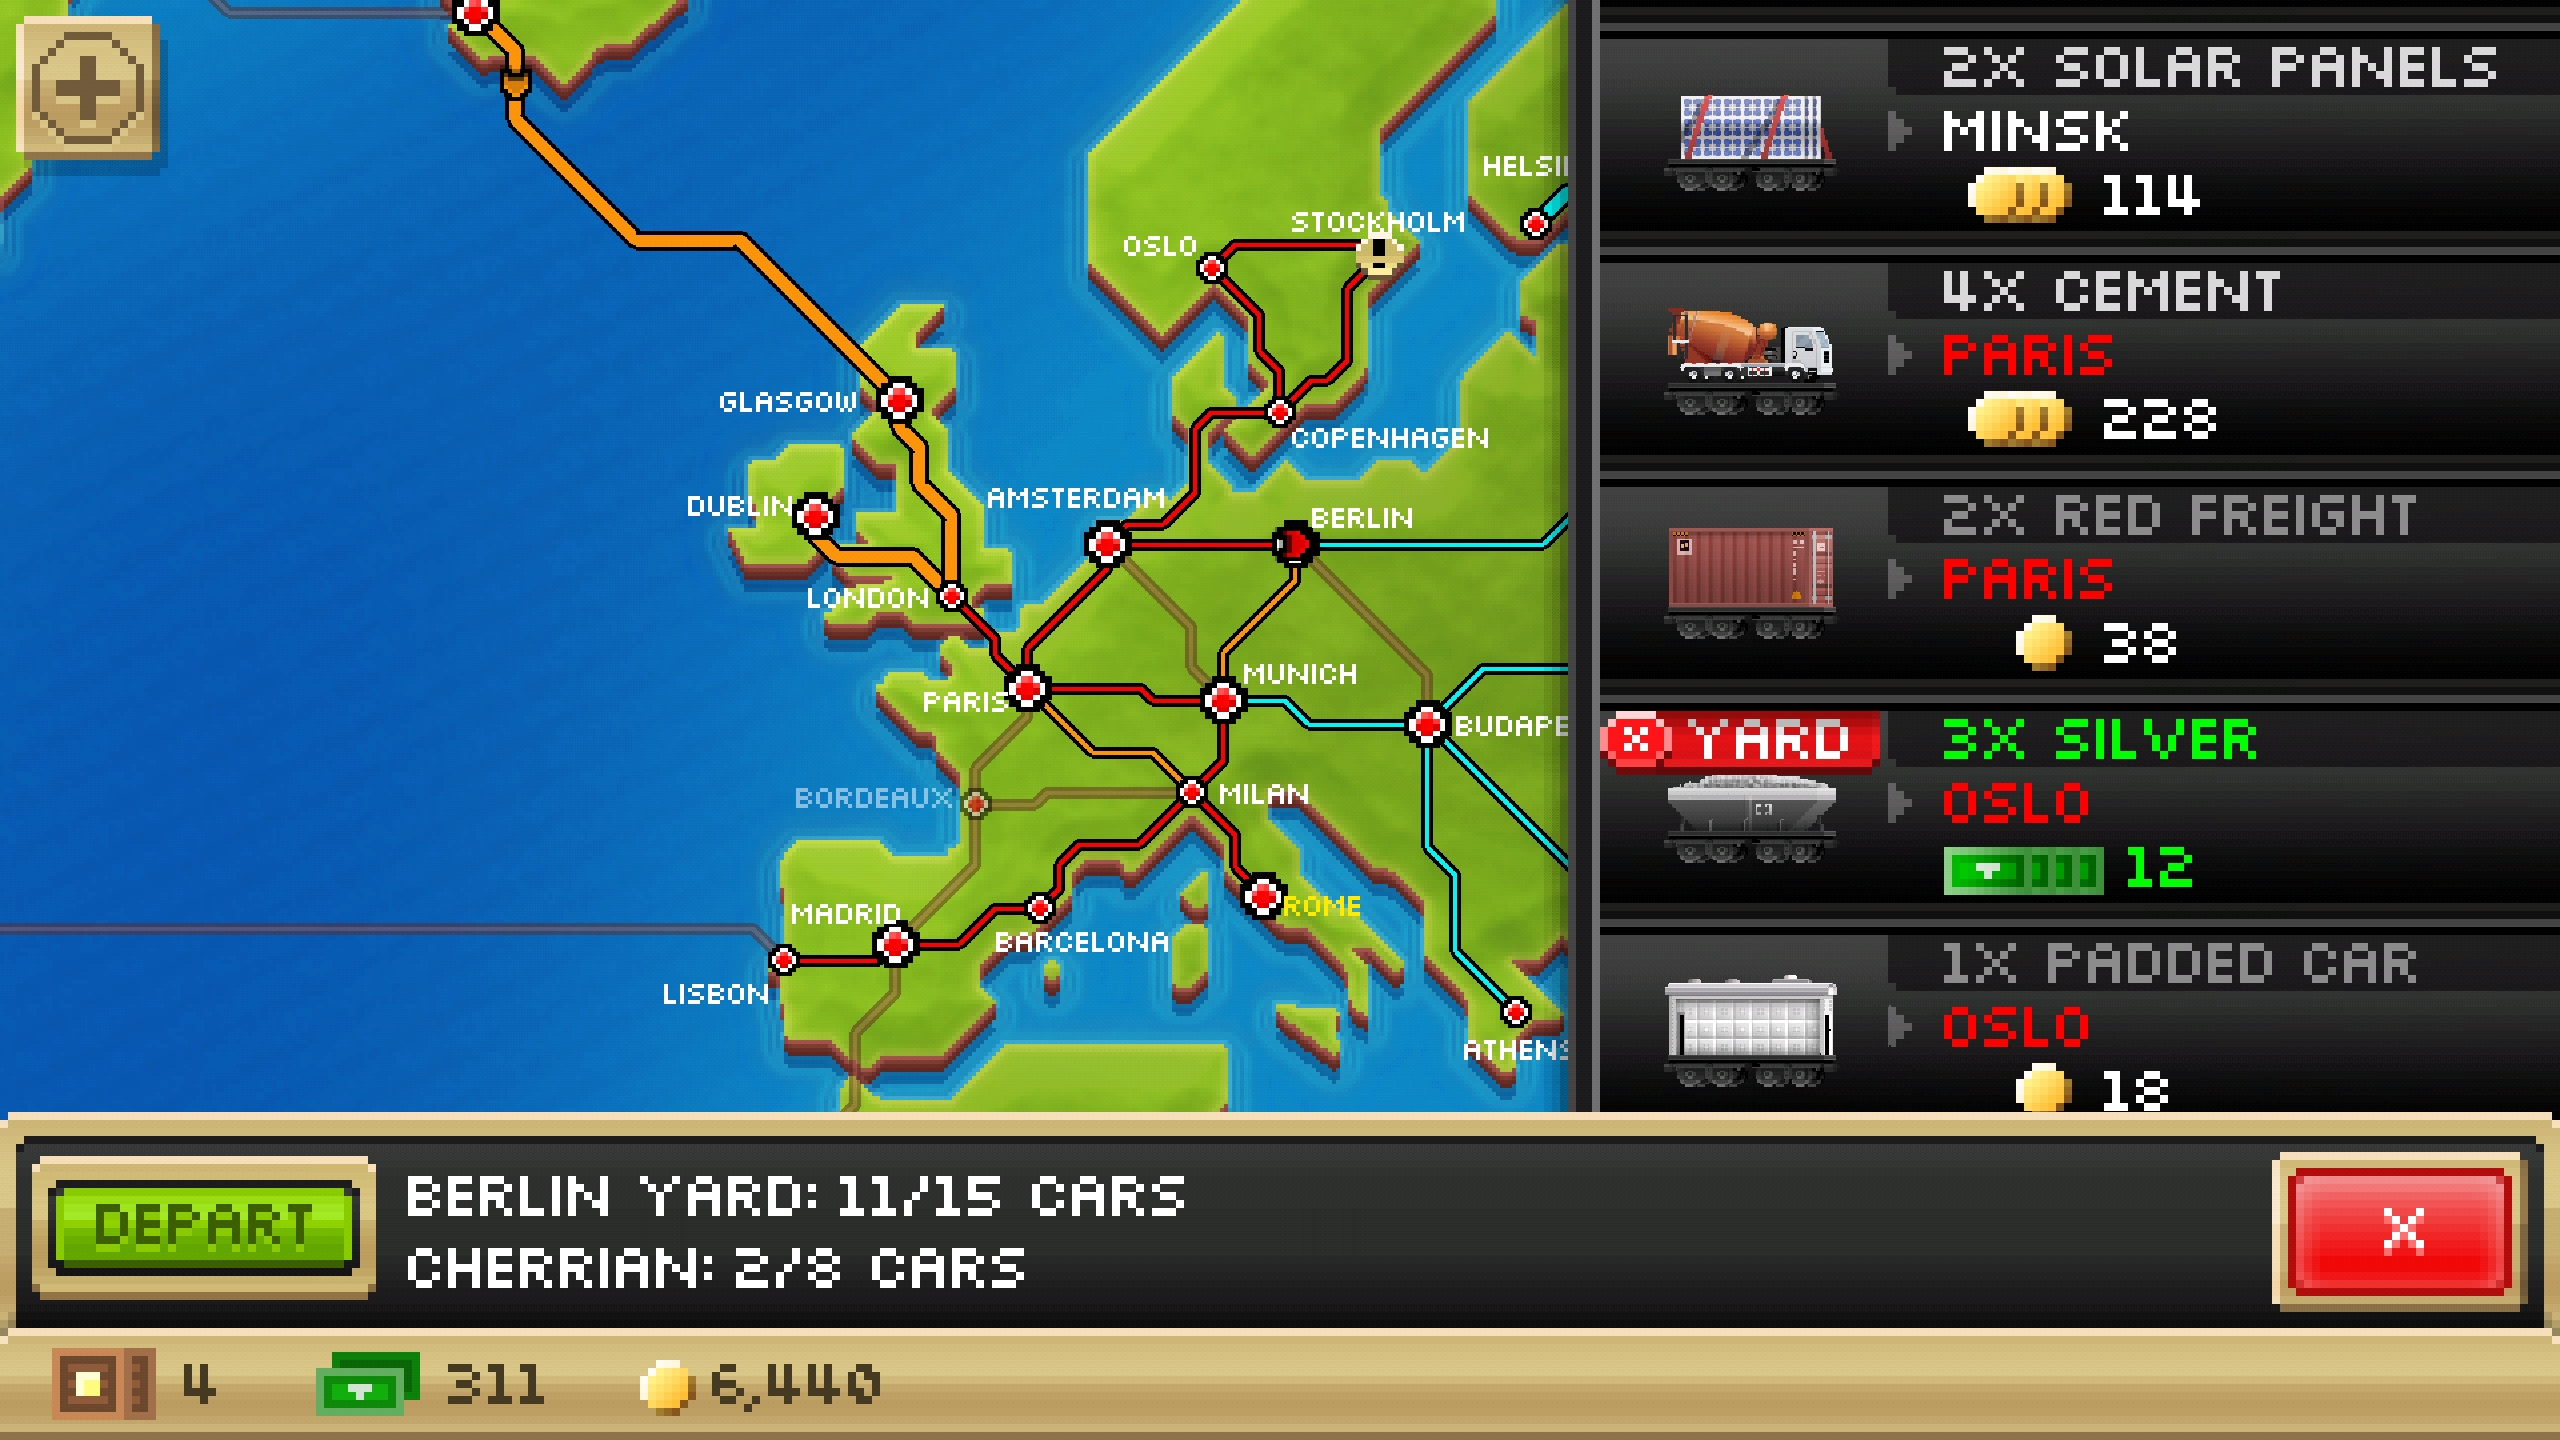 HELSI
STOCKHOLM
OSLO
GLASGOW
COPENHAGEN
AMSTERDAM
DUBLIN
BERLIN
LONDON
MUNICH
PARIS
BUDAPE
BORDEAUX
MILAN
MADRID
ROME
BARCELONA
LISBON
ATHENS
2X SOLAR PANELS
MINSK
114
4X CEMENT
PARIS
228
2X RED FREIGHT
PARIS
38
YARD
3X SILVER
OSLO
12
1X PADDED CAR
OSLO
18
DEPART
BERLIN YARD: 11/15 CARS
CHERRIAN: 2/8 CARS
X
4
311
6,440